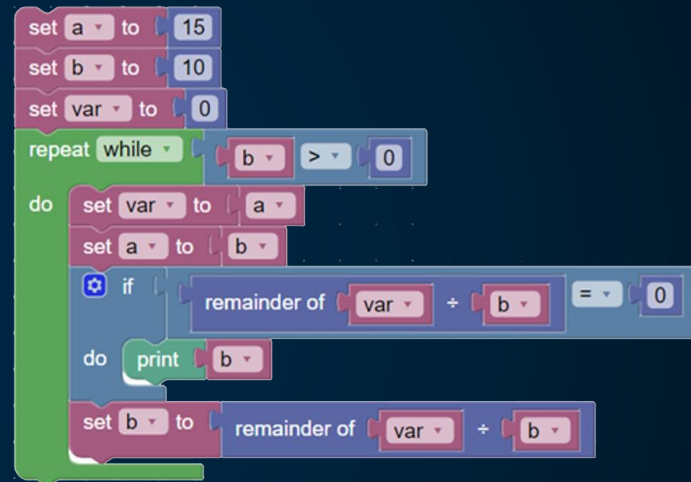 set a to 15
set b to 10
set var to 0
repeat while b > 0
do set var to a
set a to b
if remainder of var ÷ b = 0
do print b
set b to remainder of var ÷ b